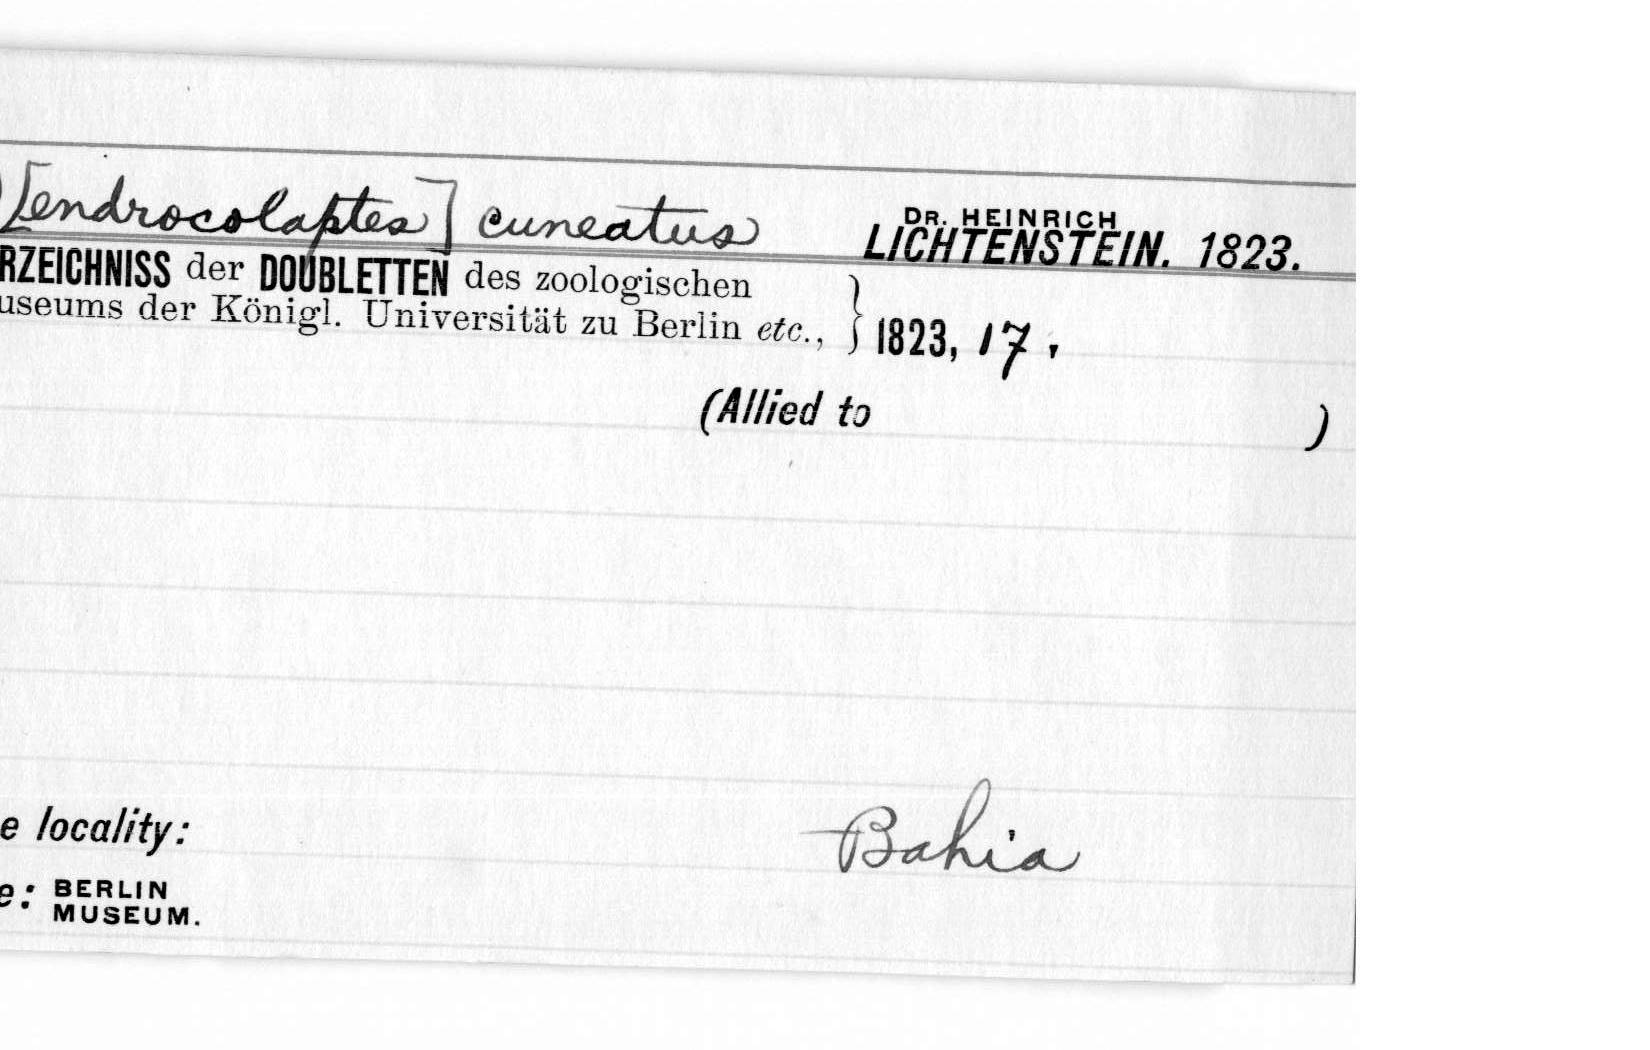 [endrocolaptes] cuneatus
DR. HEINRICH
LICHTENSTEIN. 1823.
RZEICHNISS der DOUBLETTEN des zoologischen
useums der Königl. Universität zu Berlin etc., } 1823, 17.
(Allied to )
e locality: Bahia
e: BERLIN
MUSEUM.